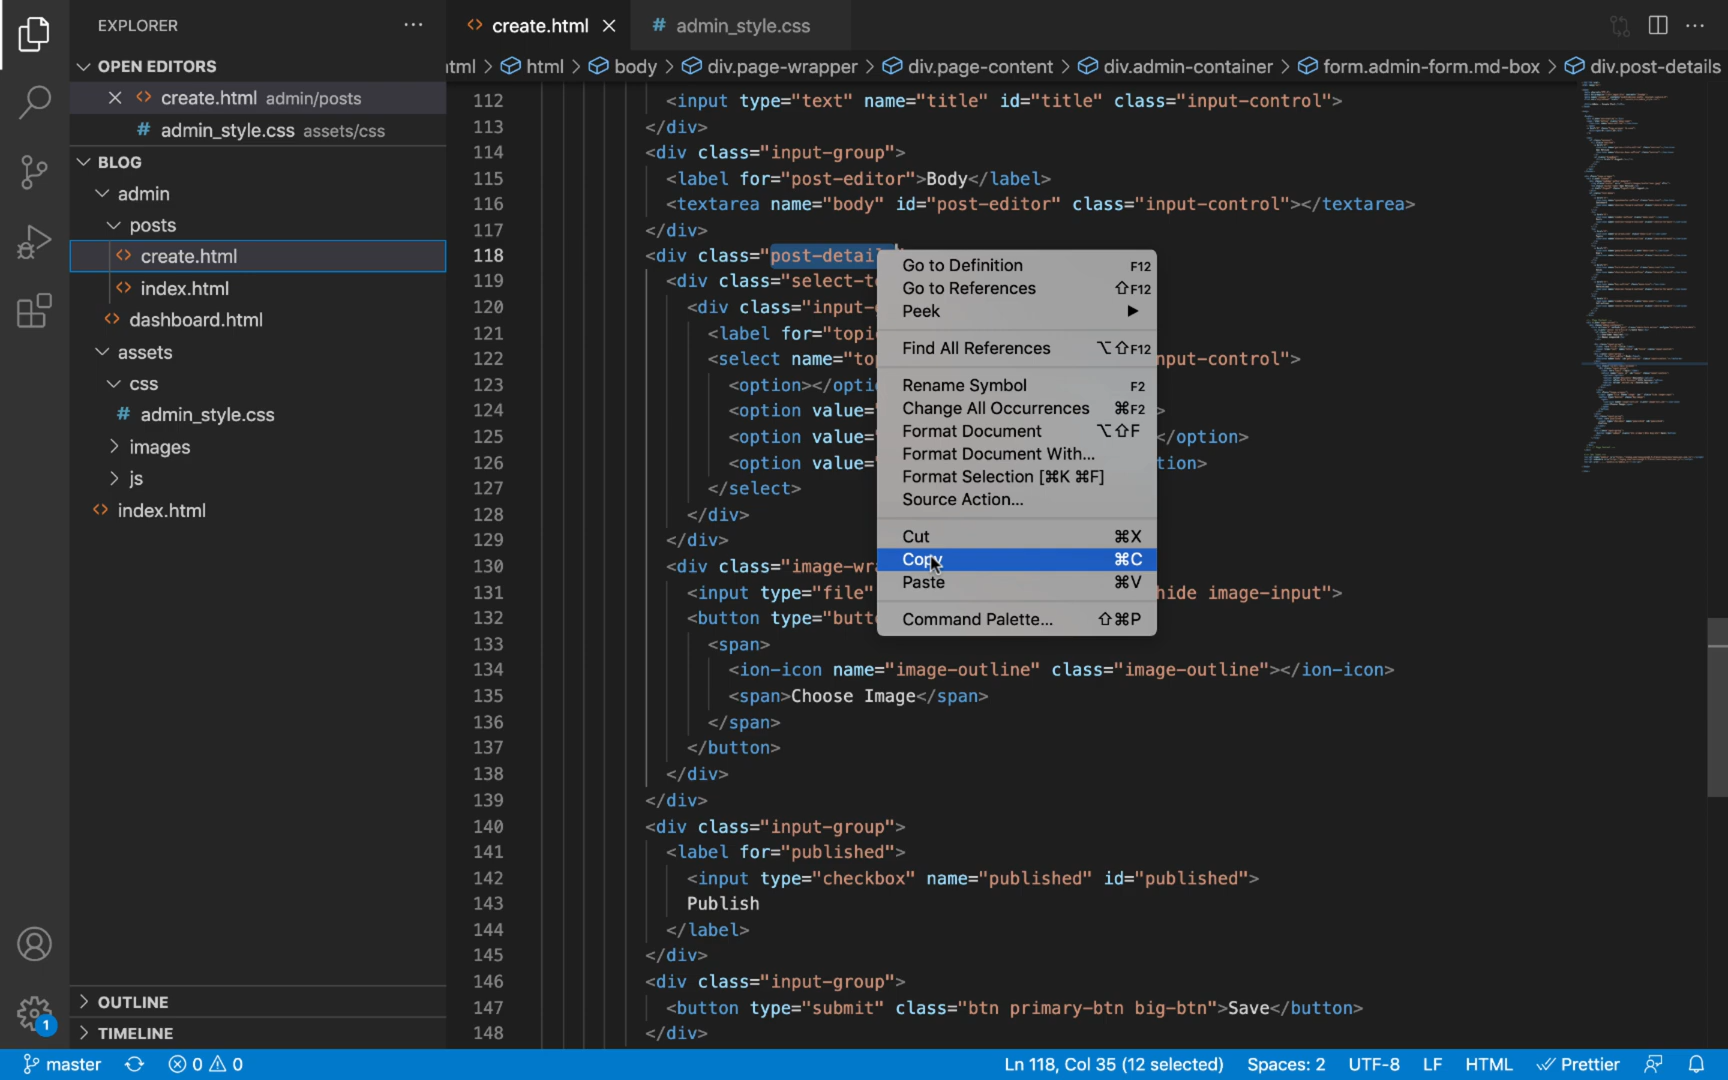 EXPLORER
OPEN EDITORS
create.html admin/posts
# admin_style.css assets/css
BLOG
admin
posts
<> create.html
<> index.html
<> dashboard.html
assets
css
# admin_style.css
images
js
<> index.html
OUTLINE
TIMELINE
1
<> create.html
# admin_style.css
html > body > div.page-wrapper > div.page-content > div.admin-container > form.admin-form.md-box > div.post-details
112 <input type="text" name="title" id="title" class="input-control">
113 </div>
114 <div class="input-group">
115 <label for="post-editor">Body</label>
116 <textarea name="body" id="post-editor" class="input-control"></textarea>
117 </div>
118 <div class="post-detail
119 <div class="select-t
120 <div class="input-
121 <label for="topi
122 <select name="to nput-control">
123 <option></opti
124 <option value= >
125 <option value= </option>
126 <option value= tion>
127 </select>
128 </div>
129 </div>
130 <div class="image-wr
131 <input type="file" hide image-input">
132 <button type="butt
133 <span>
134 <ion-icon name="image-outline" class="image-outline"></ion-icon>
135 <span>Choose Image</span>
136 </span>
137 </button>
138 </div>
139 </div>
140 <div class="input-group">
141 <label for="published">
142 <input type="checkbox" name="published" id="published">
143 Publish
144 </label>
145 </div>
146 <div class="input-group">
147 <button type="submit" class="btn primary-btn big-btn">Save</button>
148 </div>
Go to Definition F12
Go to References ⇧F12
Peek ▶
Find All References ⌥⇧F12
Rename Symbol F2
Change All Occurrences ⌘F2
Format Document ⌥⇧F
Format Document With...
Format Selection [⌘K ⌘F]
Source Action...
Cut ⌘X
Copy ⌘C
Paste ⌘V
Command Palette... ⇧⌘P
master 0 0 Ln 118, Col 35 (12 selected) Spaces: 2 UTF-8 LF HTML Prettier